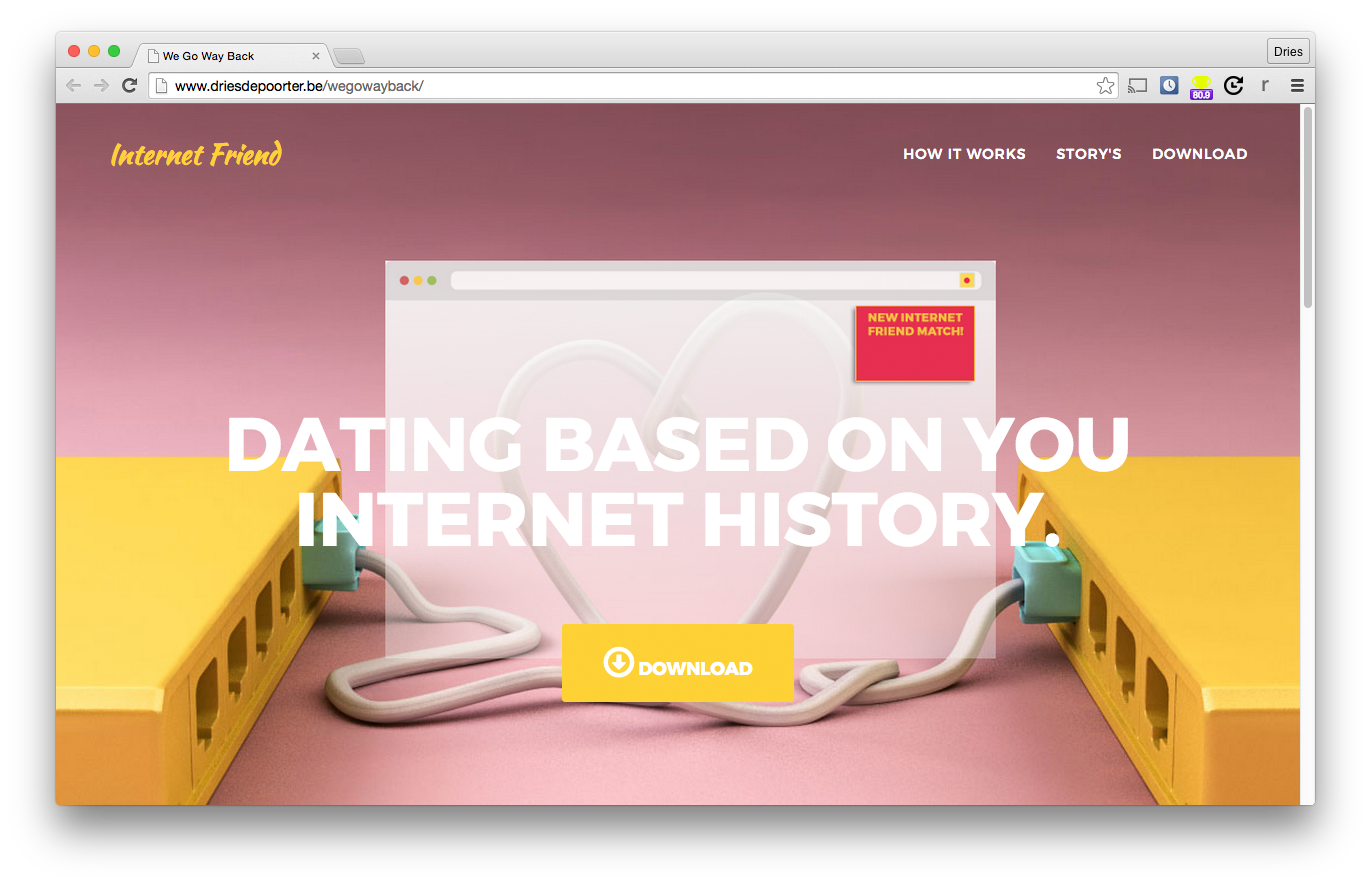 We Go Way Back
Dries
www.driesdepoorter.be/wegowayback/
80.9
r
Internet Friend
HOW IT WORKS
STORY'S
DOWNLOAD
NEW INTERNET
FRIEND MATCH!
DATING BASED ON YOU
INTERNET HISTORY.
DOWNLOAD